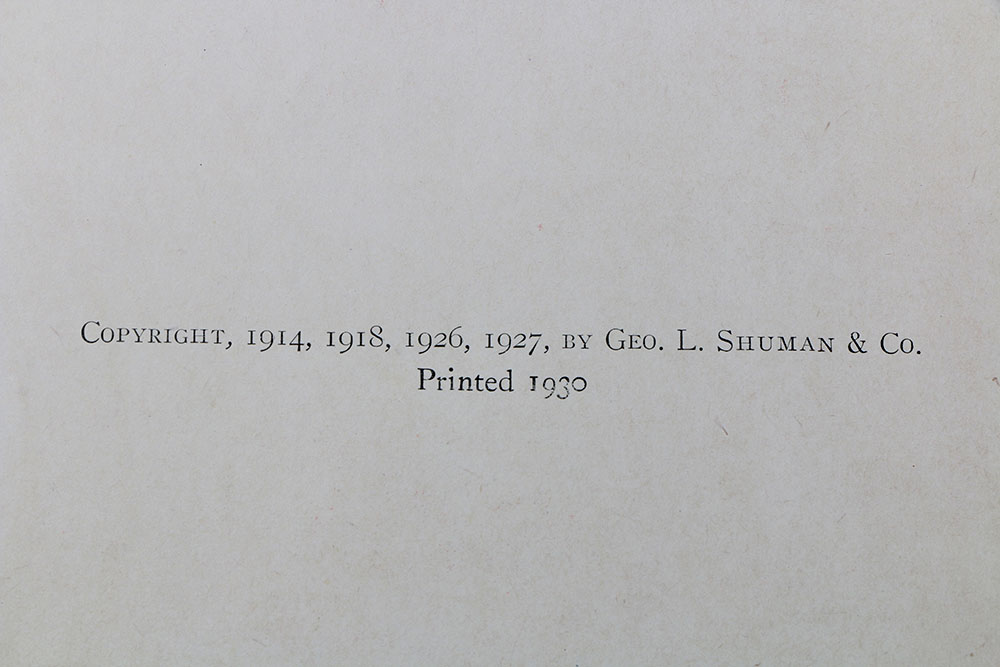 Copyright, 1914, 1918, 1926, 1927, by Geo. L. Shuman & Co.
Printed 1930